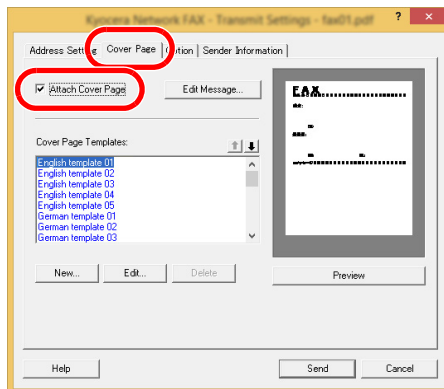 Kyocera Network FAX - Transmit Settings - fax01.pdf
? x
Address Setting Cover Page Option Sender Information
Attach Cover Page Edit Message...
FAX
Cover Page Templates:
English template 01
English template 02
English template 03
English template 04
English template 05
German template 01
German template 02
German template 03
New... Edit... Delete Preview
Help Send Cancel